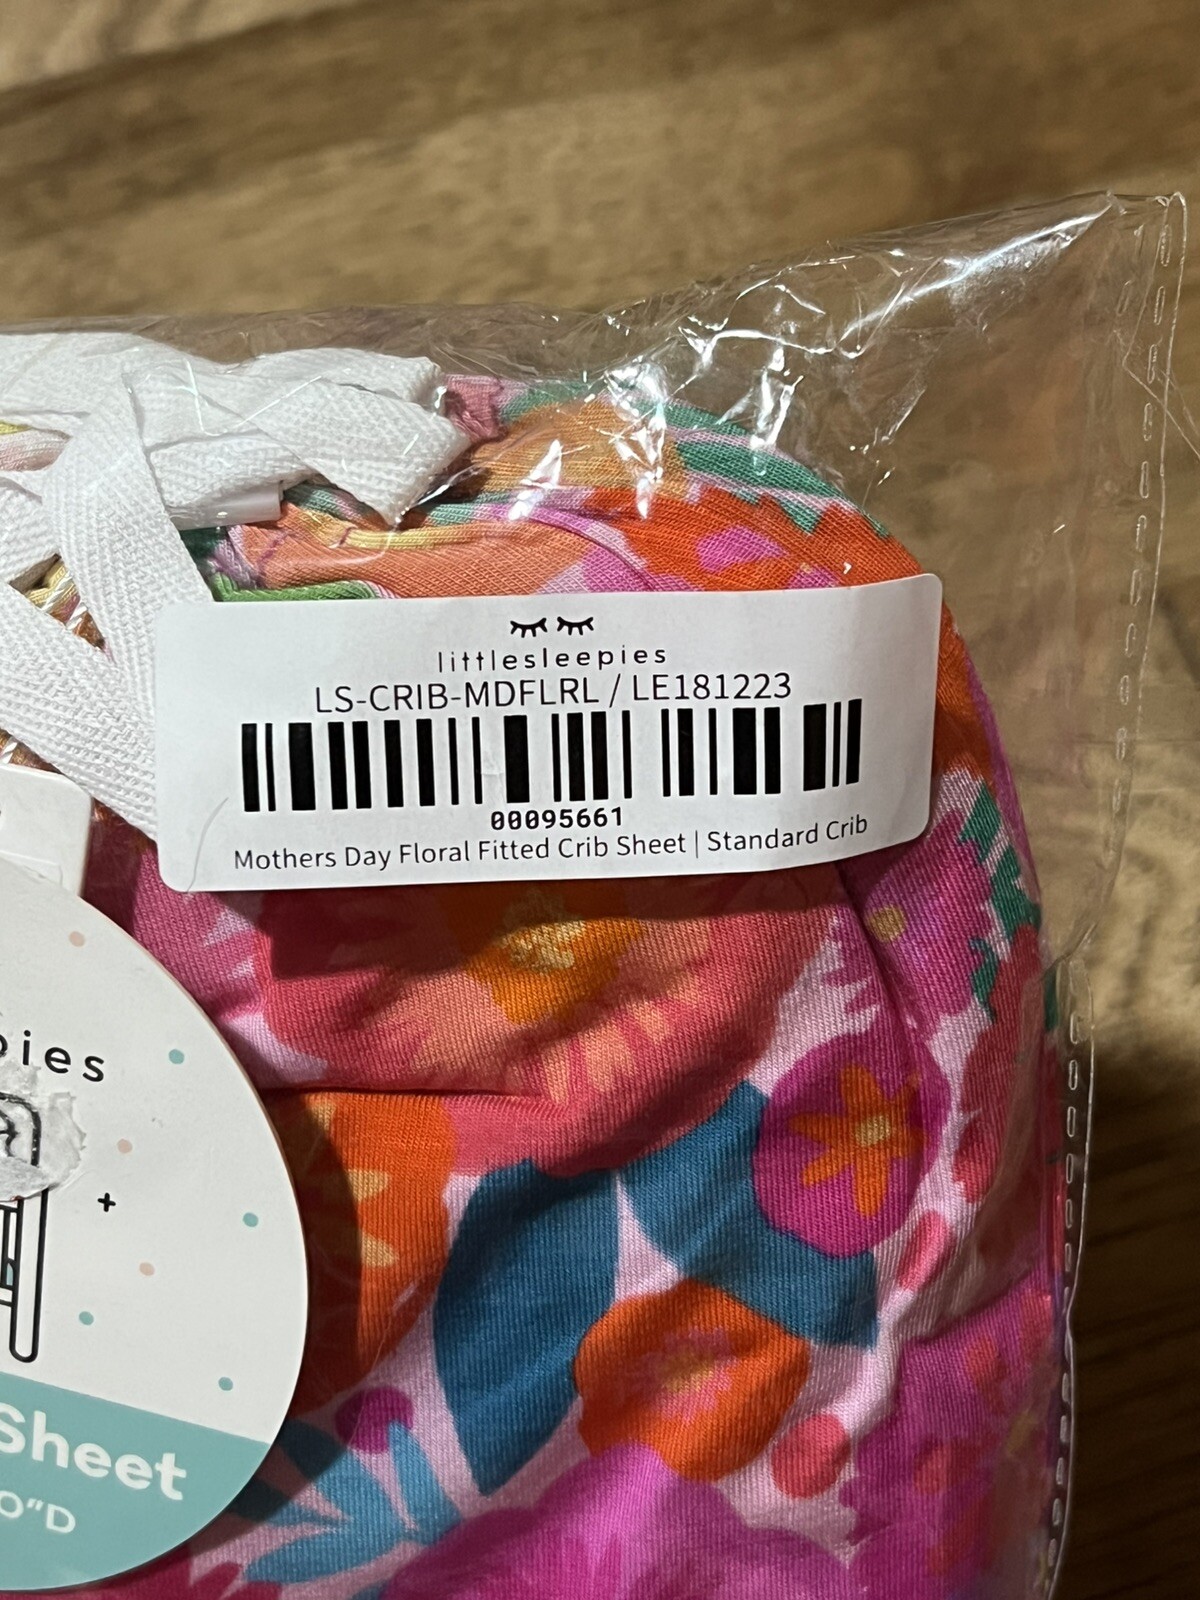 littlesleepies
LS-CRIB-MDFLRL / LE181223
00095661
Mothers Day Floral Fitted Crib Sheet | Standard Crib
pies
Sheet
0"D